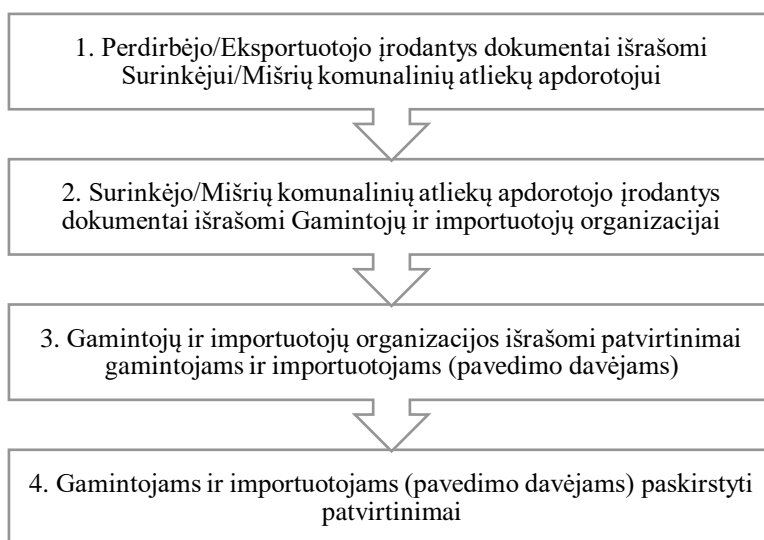 1. Perdirbėjo/Eksportuotojo įrodantys dokumentai išrašomi
Surinkėjui/Mišrių komunalinių atliekų apdorotojui
2. Surinkėjo/Mišrių komunalinių atliekų apdorotojo įrodantys
dokumentai išrašomi Gamintojų ir importuotojų organizacijai
3. Gamintojų ir importuotojų organizacijos išrašomi patvirtinimai
gamintojams ir importuotojams (pavedimo davėjams)
4. Gamintojams ir importuotojams (pavedimo davėjams) paskirstyti
patvirtinimai